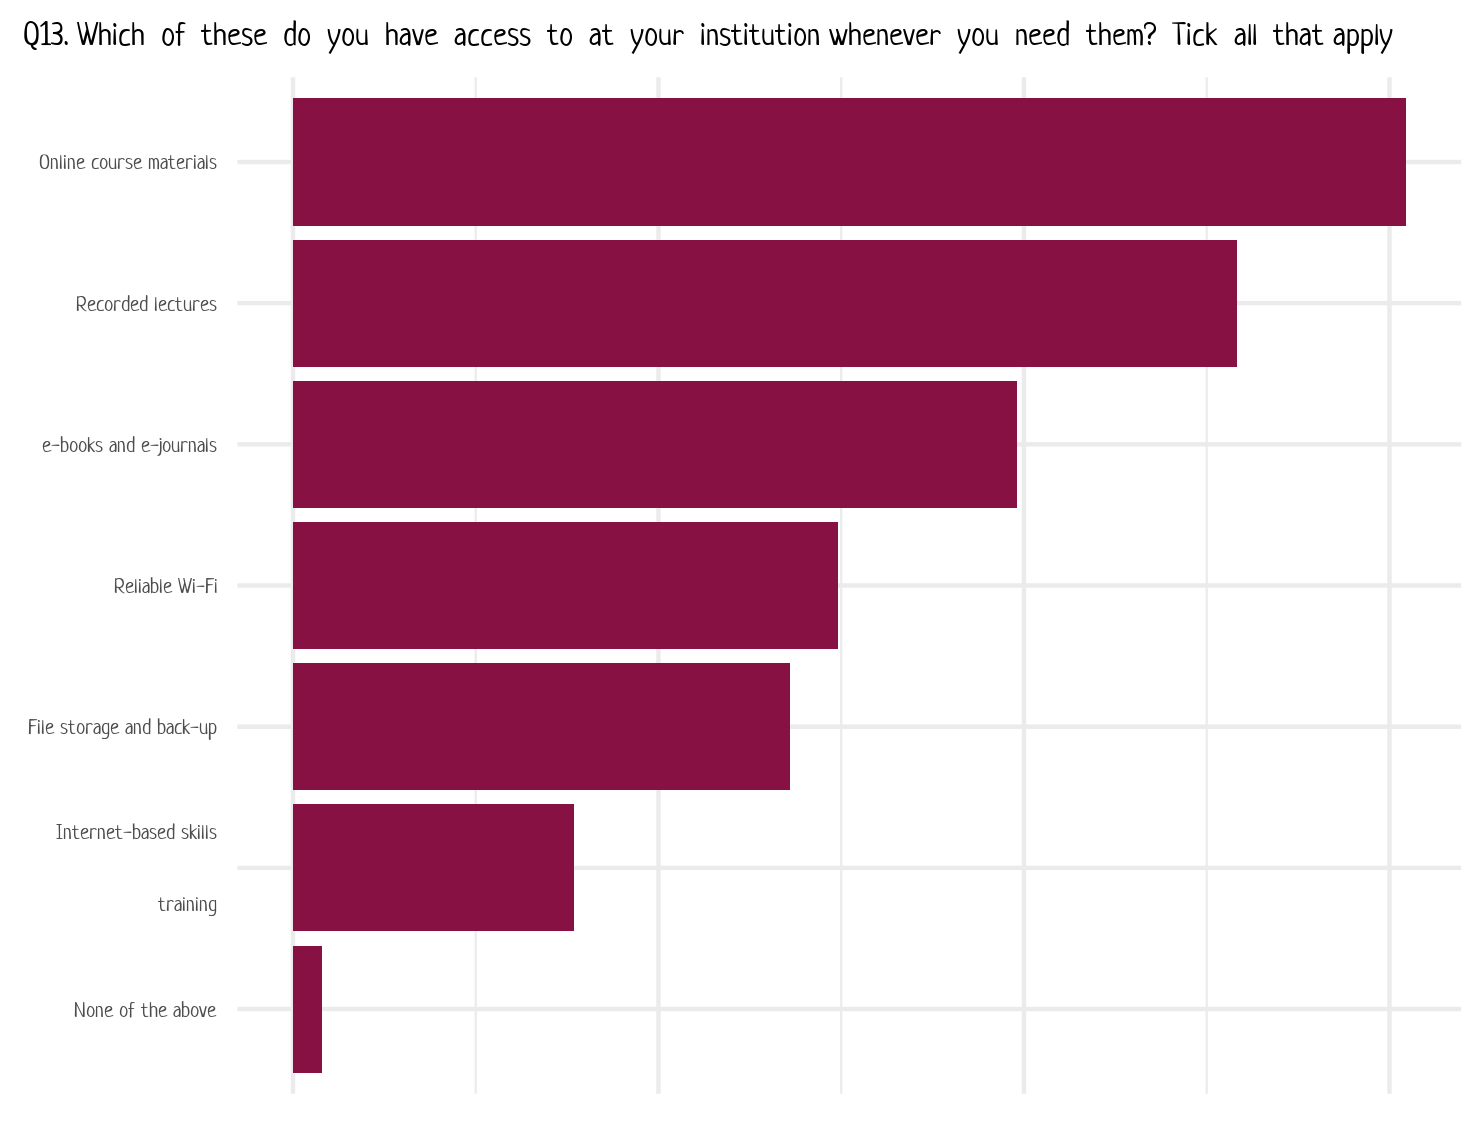 Q13. Which of these do you have access to at your institution whenever you need them? Tick all that apply
Online course materials
Recorded lectures
e-books and e-journals
Reliable Wi-Fi
File storage and back-up
Internet-based skills
training
None of the above